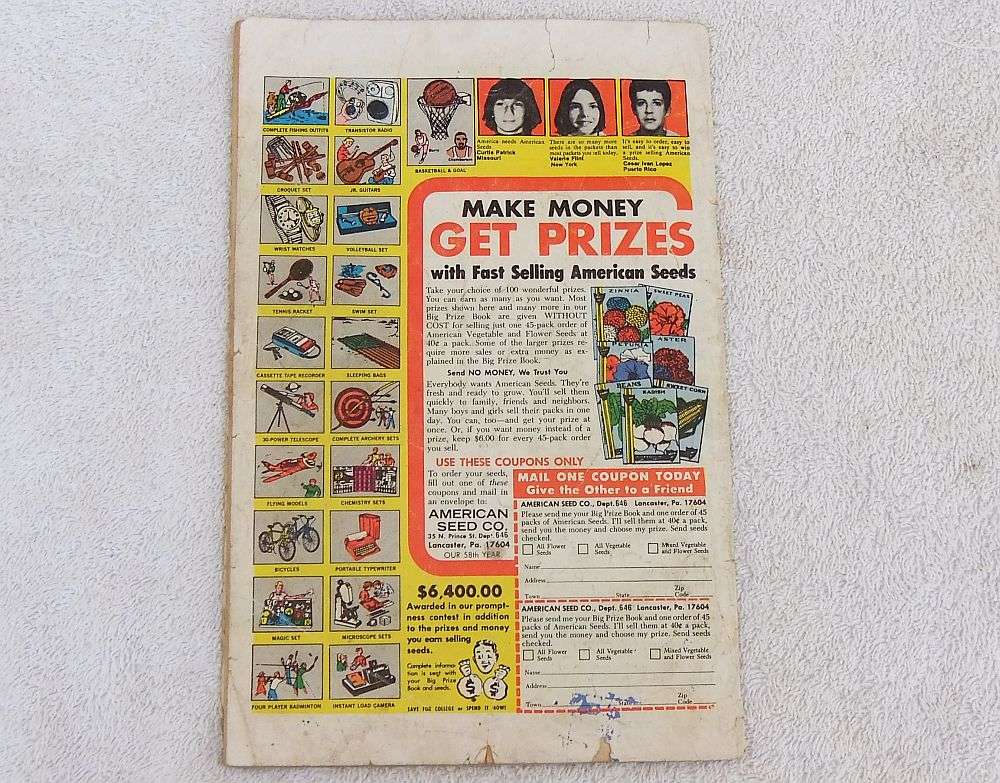 COMPLETE FISHING OUTFITS
TRANSISTOR RADIO
CROQUET SET
JR. GUITARS
WRIST WATCHES
VOLLEYBALL SET
TENNIS RACKET
SWIM SET
CASSETTE TAPE RECORDER
SLEEPING BAGS
30-POWER TELESCOPE
COMPLETE ARCHERY SETS
FLYING MODELS
CHEMISTRY SETS
BICYCLES
PORTABLE TYPEWRITER
MAGIC SET
MICROSCOPE SETS
FOUR PLAYER BADMINTON
INSTANT LOAD CAMERA
Chamberlain
BASKETBALL & GOAL
America needs American
Seeds.
Curtis Patrick
Missouri
There are so many more
seeds in the packets than
most packets you sell today.
Valerie Flint
New York
It's easy to order, easy to
sell, and it's easy to win
a prize selling American
Seeds.
Cesar Ivan Lopez
Puerto Rico
MAKE MONEY
GET PRIZES
with Fast Selling American Seeds
Take your choice of 100 wonderful prizes.
You can earn as many as you want. Most
prizes shown here and many more in our
Big Prize Book are given WITHOUT
COST for selling just one 45-pack order of
American Vegetable and Flower Seeds at
40¢ a pack. Some of the larger prizes re-
quire more sales or extra money as ex-
plained in the Big Prize Book.
Send NO MONEY, We Trust You
Everybody wants American Seeds. They're
fresh and ready to grow. You'll sell them
quickly to family, friends and neighbors.
Many boys and girls sell their packs in one
day. You can, too—and get your prize at
once. Or, if you want money instead of a
prize, keep $6.00 for every 45-pack order
you sell.
ZINNIA
SWEET PEAS
PETUNIA
ASTER
BEANS
RADISH
SWEET CORN
USE THESE COUPONS ONLY
To order your seeds,
fill out one of these
coupons and mail in
an envelope to:
AMERICAN
SEED CO.
35 N. Prince St. Dept. 646
Lancaster, Pa. 17604
OUR 58th YEAR
$6,400.00
Awarded in our prompt-
ness contest in addition
to the prizes and money
you earn selling
seeds.
Complete informa-
tion is sent with
your Big Prize
Book and seeds.
$ $
SAVE FOR COLLEGE or SPEND IT NOW!
MAIL ONE COUPON TODAY
Give the Other to a Friend
AMERICAN SEED CO., Dept. 646 Lancaster, Pa. 17604
Please send me your Big Prize Book and one order of 45
packs of American Seeds. I'll sell them at 40¢ a pack,
send you the money and choose my prize. Send seeds
checked.
All Flower Seeds
All Vegetable Seeds
Mixed Vegetable and Flower Seeds
Name
Address
Town State Zip Code
AMERICAN SEED CO., Dept. 646 Lancaster, Pa. 17604
Please send me your Big Prize Book and one order of 45
packs of American Seeds. I'll sell them at 40¢ a pack,
send you the money and choose my prize. Send seeds
checked.
All Flower Seeds
All Vegetable Seeds
Mixed Vegetable and Flower Seeds
Name
Address
Town State Zip Code